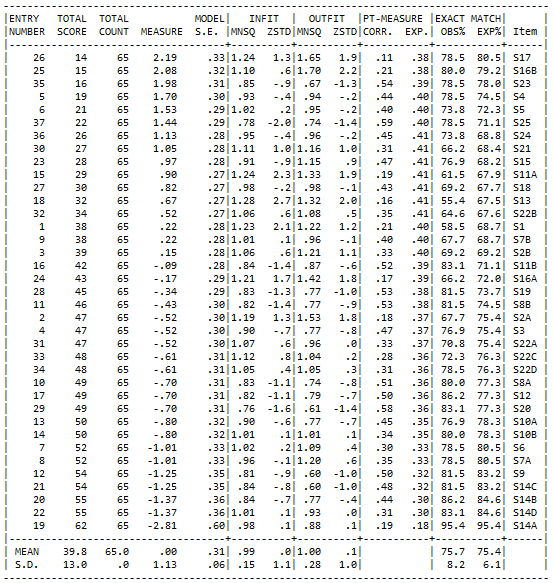 ENTRY TOTAL TOTAL MODEL INFIT OUTFIT PT-MEASURE EXACT MATCH
NUMBER SCORE COUNT MEASURE S.E. MNSQ ZSTD MNSQ ZSTD CORR. EXP. OBS% EXP% Item
26 14 65 2.19 .33 1.24 1.3 1.65 1.9 .11 .38 78.5 80.5 S17
25 15 65 2.08 .32 1.10 .6 1.70 2.2 .21 .38 80.0 79.2 S16B
35 16 65 1.98 .31 .85 -.9 .67 -1.3 .54 .39 78.5 78.0 S23
5 19 65 1.70 .30 .93 -.4 .94 -.2 .44 .40 78.5 74.5 S4
6 21 65 1.53 .29 1.02 .2 .95 -.2 .40 .40 73.8 72.3 S5
37 22 65 1.44 .29 .78 -2.0 .74 -1.4 .59 .40 78.5 71.1 S25
36 26 65 1.13 .28 .95 -.4 .96 -.2 .45 .41 73.8 68.8 S24
30 27 65 1.05 .28 1.11 1.0 1.16 1.0 .31 .41 66.2 68.4 S21
23 28 65 .97 .28 .91 -.9 1.15 .9 .47 .41 76.9 68.2 S15
15 29 65 .90 .27 1.24 2.3 1.33 1.9 .19 .41 61.5 67.9 S11A
27 30 65 .82 .27 .98 -.2 .98 -.1 .43 .41 69.2 67.7 S18
18 32 65 .67 .27 1.28 2.7 1.32 2.0 .16 .41 55.4 67.5 S13
32 34 65 .52 .27 1.06 .6 1.08 .5 .35 .41 64.6 67.6 S22B
1 38 65 .22 .28 1.23 2.1 1.22 1.2 .21 .40 58.5 68.7 S1
9 38 65 .22 .28 1.01 .1 .96 -.1 .40 .40 67.7 68.7 S7B
3 39 65 .15 .28 1.06 .6 1.21 1.1 .33 .40 69.2 69.2 S2B
16 42 65 -.09 .28 .84 -1.4 .87 -.6 .52 .39 83.1 71.1 S11B
24 43 65 -.17 .29 1.21 1.7 1.42 1.8 .17 .39 66.2 72.0 S16A
28 45 65 -.34 .29 .83 -1.3 .77 -1.0 .53 .38 81.5 73.7 S19
11 46 65 -.43 .30 .82 -1.4 .77 -.9 .53 .38 81.5 74.5 S8B
2 47 65 -.52 .30 1.19 1.3 1.53 1.8 .18 .37 67.7 75.4 S2A
4 47 65 -.52 .30 .90 -.7 .77 -.8 .47 .37 76.9 75.4 S3
31 47 65 -.52 .30 1.07 .6 .96 .0 .33 .37 70.8 75.4 S22A
33 48 65 -.61 .31 1.12 .8 1.04 .2 .28 .36 72.3 76.3 S22C
34 48 65 -.61 .31 1.05 .4 1.05 .3 .31 .36 78.5 76.3 S22D
10 49 65 -.70 .31 .83 -1.1 .74 -.8 .51 .36 80.0 77.3 S8A
17 49 65 -.70 .31 .82 -1.1 .79 -.7 .50 .36 86.2 77.3 S12
29 49 65 -.70 .31 .76 -1.6 .61 -1.4 .58 .36 83.1 77.3 S20
13 50 65 -.80 .32 .90 -.6 .77 -.7 .45 .35 76.9 78.3 S10A
14 50 65 -.80 .32 1.01 .1 1.01 .1 .34 .35 80.0 78.3 S10B
7 52 65 -1.01 .33 1.02 .2 1.09 .4 .30 .33 78.5 80.5 S6
8 52 65 -1.01 .33 .96 -.1 1.20 .6 .35 .33 78.5 80.5 S7A
12 54 65 -1.25 .35 .81 -.9 .60 -1.0 .50 .32 81.5 83.2 S9
21 54 65 -1.25 .35 .84 -.8 .60 -1.0 .48 .32 81.5 83.2 S14C
20 55 65 -1.37 .36 .84 -.7 .77 -.4 .44 .30 86.2 84.6 S14B
22 55 65 -1.37 .36 1.01 .1 .93 .0 .31 .30 83.1 84.6 S14D
19 62 65 -2.81 .60 .98 .1 .88 .1 .19 .18 95.4 95.4 S14A
MEAN 39.8 65.0 .00 .31 .99 .0 1.00 .1 75.7 75.4
S.D. 13.0 .0 1.13 .06 .15 1.1 .28 1.0 8.2 6.1